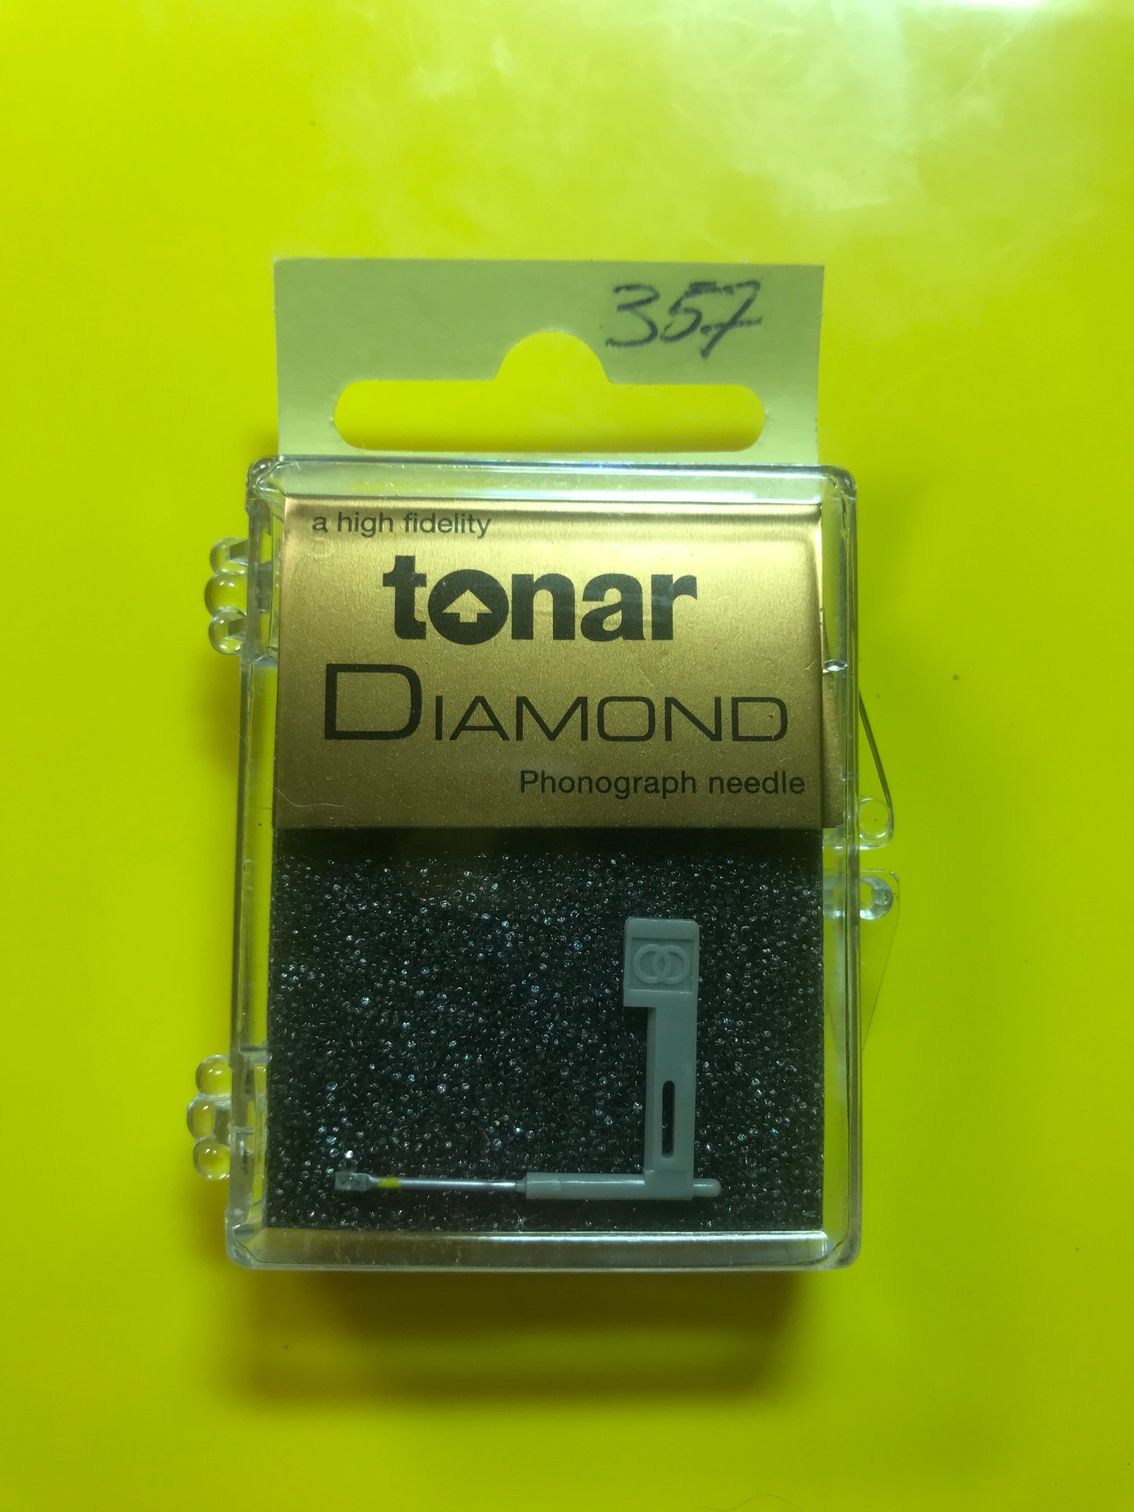 357
a high fidelity
tonar
DIAMOND
Phonograph needle